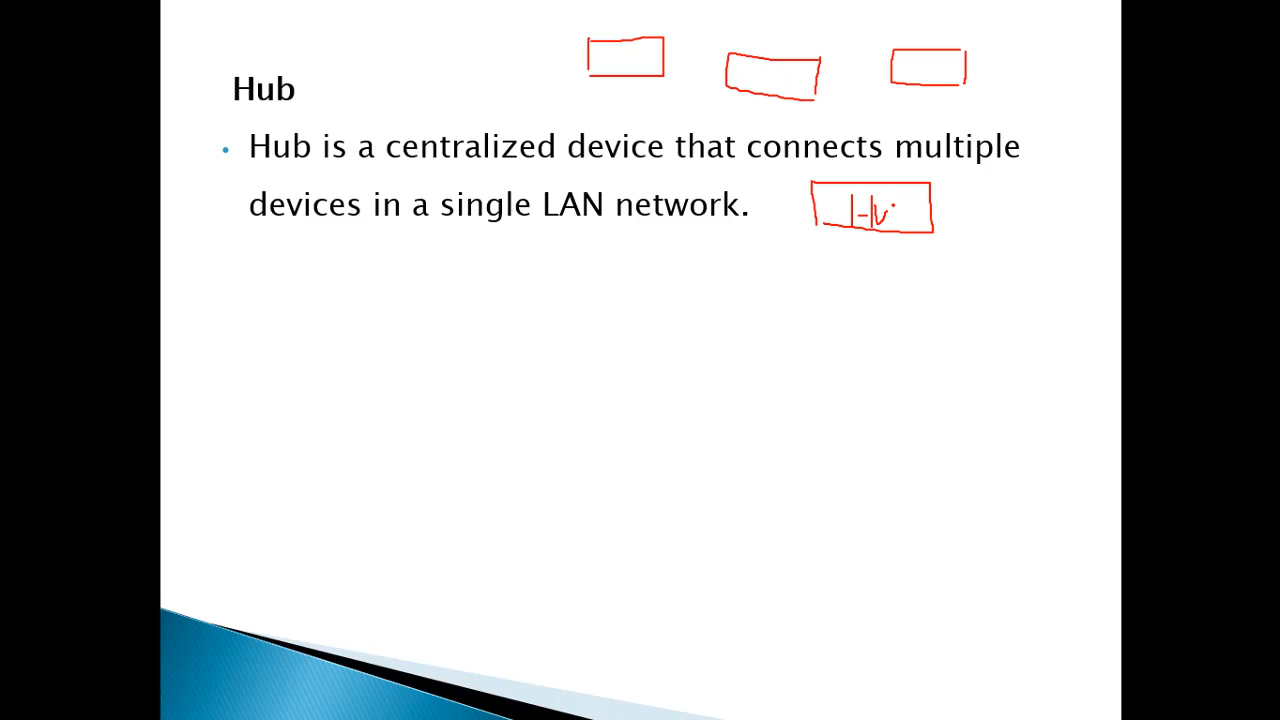 Hub
• Hub is a centralized device that connects multiple
devices in a single LAN network.